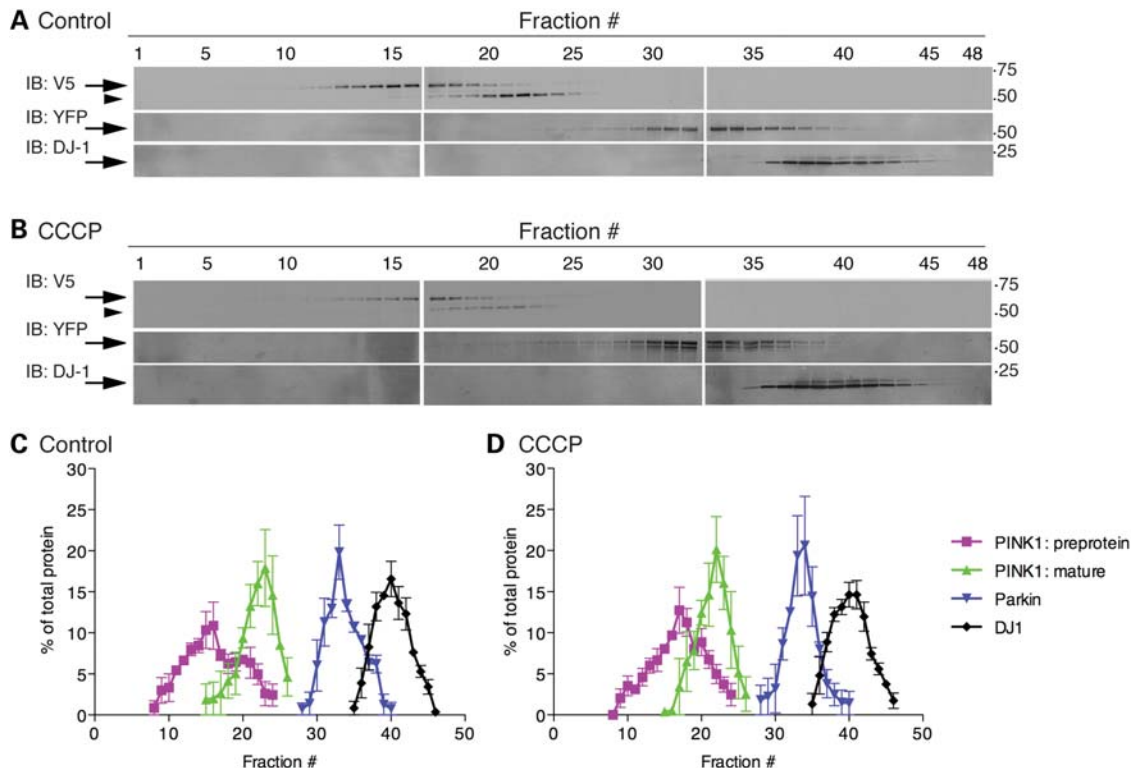 A Control Fraction #
1 5 10 15 20 25 30 35 40 45 48
IB: V5 -75
-50
IB: YFP -50
IB: DJ-1 -25
B CCCP Fraction #
1 5 10 15 20 25 30 35 40 45 48
IB: V5 -75
-50
IB: YFP -50
IB: DJ-1 -25
C Control
% of total protein
30
25
20
15
10
5
0
0 10 20 30 40 50
Fraction #
D CCCP
% of total protein
30
25
20
15
10
5
0
0 10 20 30 40 50
Fraction #
PINK1: preprotein
PINK1: mature
Parkin
DJ1